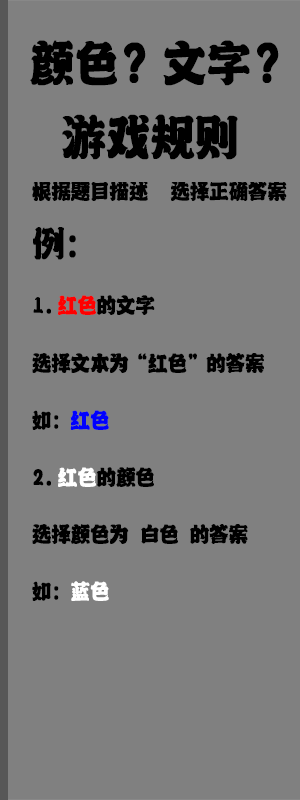 颜色？文字？
游戏规则
根据题目描述 选择正确答案
例：
1.红色的文字
选择文本为“红色”的答案
如：红色
2.红色的颜色
选择颜色为 白色 的答案
如：蓝色